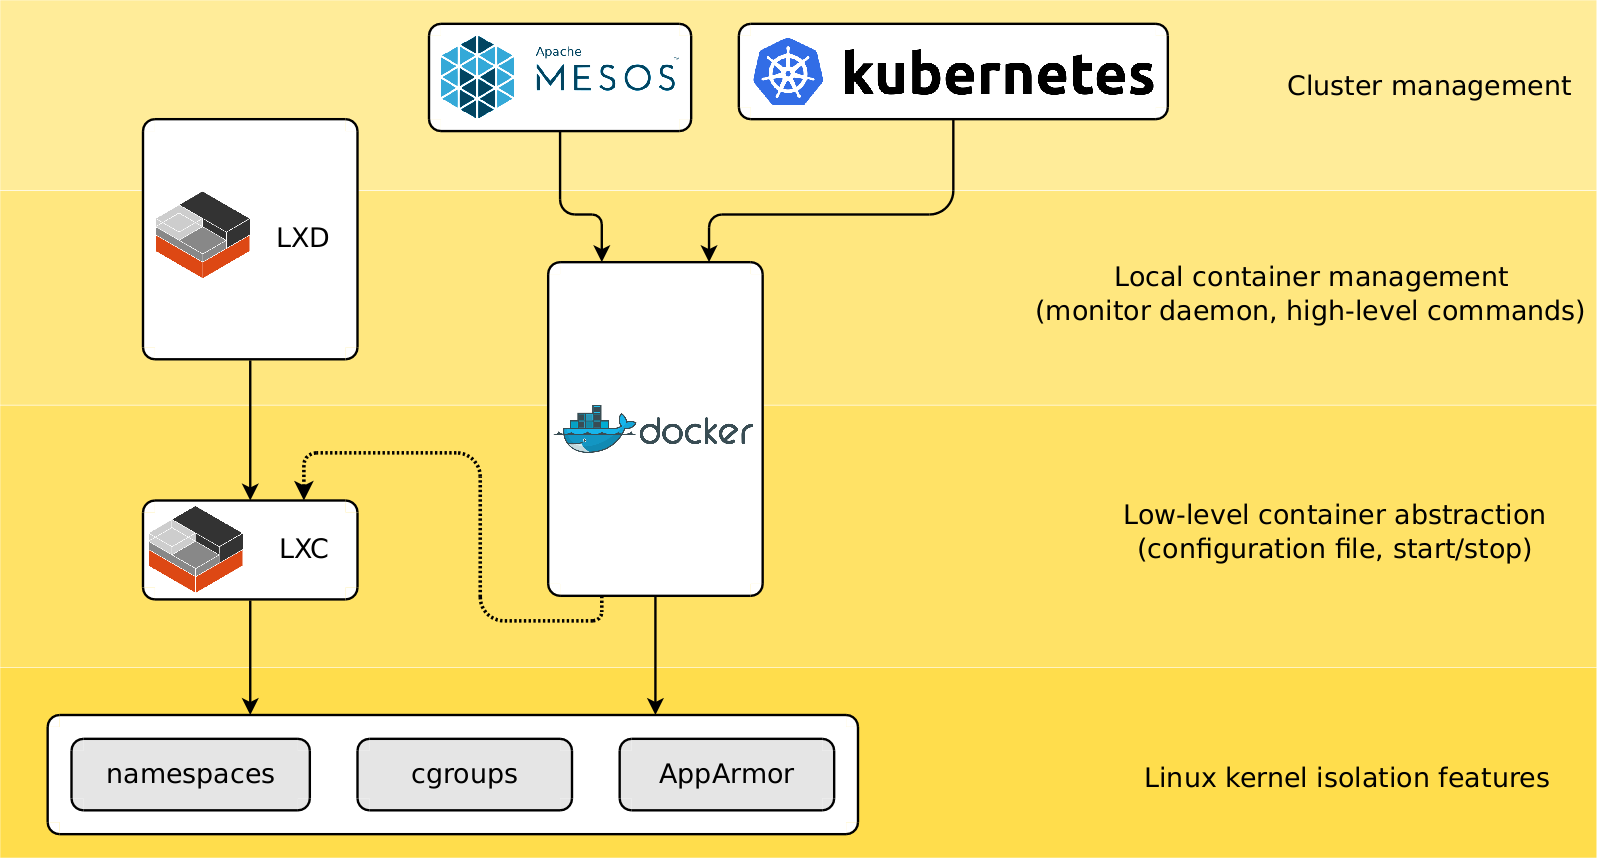 Apache
MESOS™
kubernetes
Cluster management
LXD
Local container management
(monitor daemon, high-level commands)
docker
Low-level container abstraction
(configuration file, start/stop)
LXC
namespaces
cgroups
AppArmor
Linux kernel isolation features